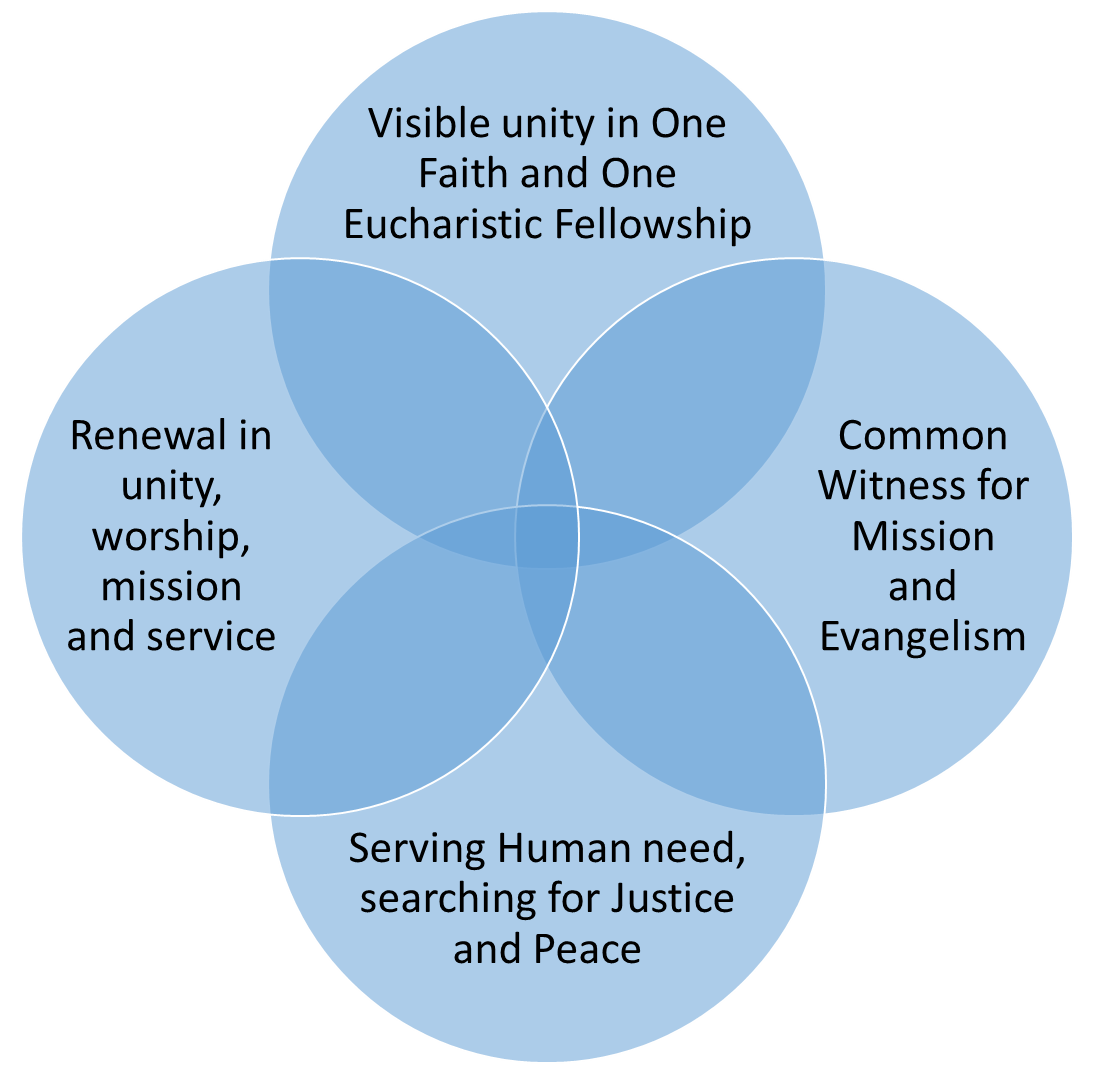 Visible unity in One
Faith and One
Eucharistic Fellowship
Renewal in
unity,
worship,
mission
and service
Common
Witness for
Mission
and
Evangelism
Serving Human need,
searching for Justice
and Peace